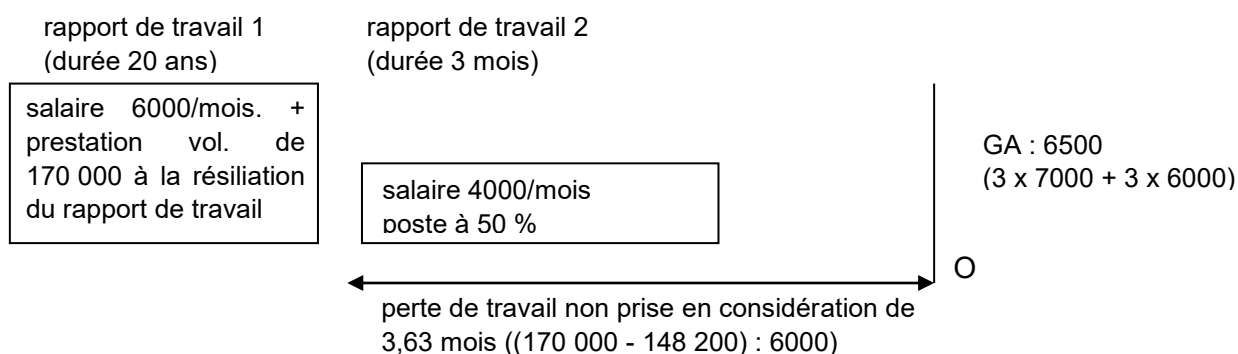 rapport de travail 1
(durée 20 ans)
rapport de travail 2
(durée 3 mois)
salaire 6000/mois. +
prestation vol. de
170 000 à la résiliation
du rapport de travail
salaire 4000/mois
poste à 50 %
GA : 6500
(3 x 7000 + 3 x 6000)
O
perte de travail non prise en considération de
3,63 mois ((170 000 - 148 200) : 6000)